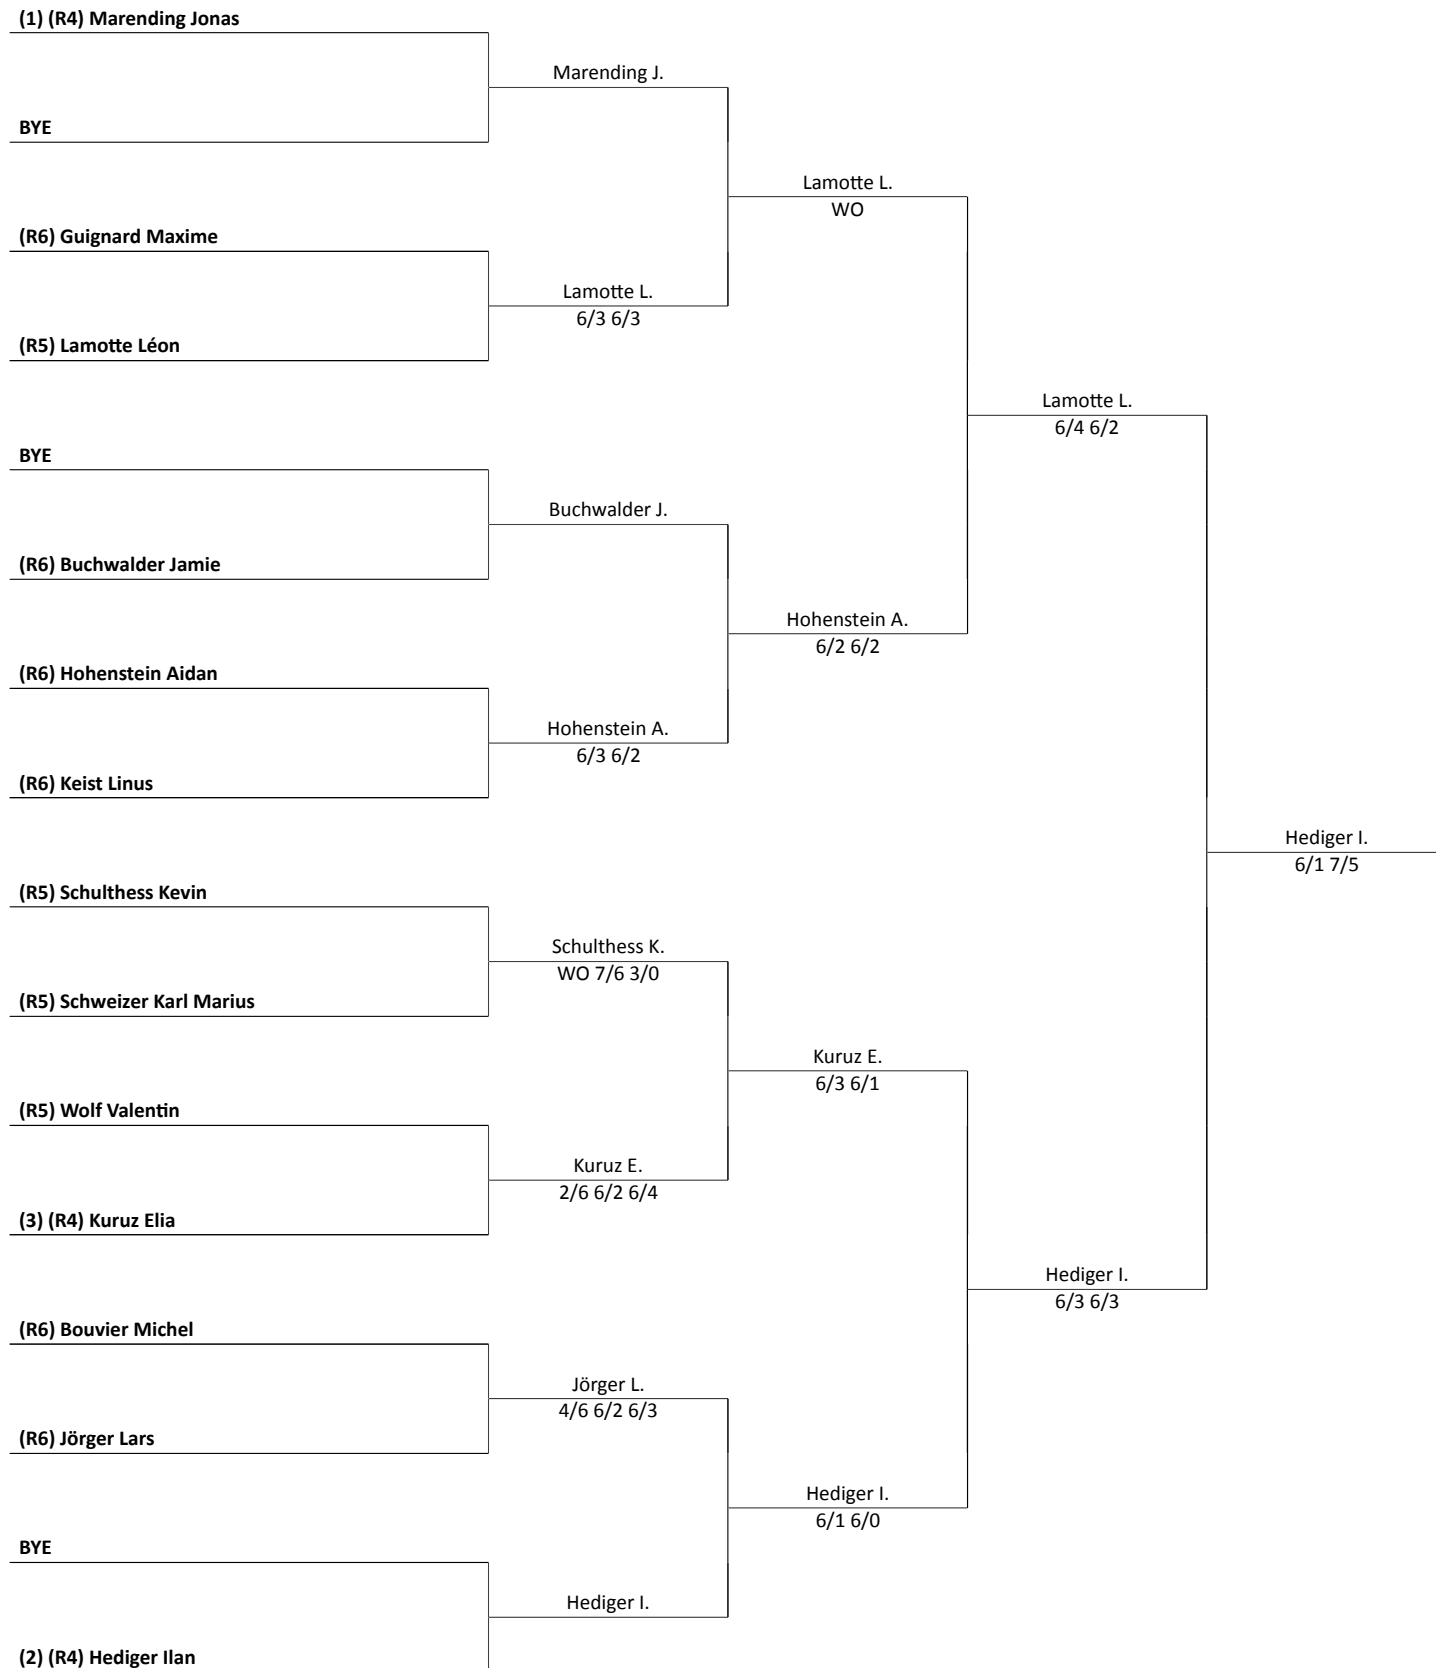 (1) (R4) Marending Jonas
Marending J.
BYE
Lamotte L.
WO
(R6) Guignard Maxime
Lamotte L.
6/3 6/3
(R5) Lamotte Léon
Lamotte L.
6/4 6/2
BYE
Buchwalder J.
(R6) Buchwalder Jamie
Hohenstein A.
6/2 6/2
(R6) Hohenstein Aidan
Hohenstein A.
6/3 6/2
(R6) Keist Linus
Hediger I.
6/1 7/5
(R5) Schulthess Kevin
Schulthess K.
WO 7/6 3/0
(R5) Schweizer Karl Marius
Kuruz E.
6/3 6/1
(R5) Wolf Valentin
Kuruz E.
2/6 6/2 6/4
(3) (R4) Kuruz Elia
Hediger I.
6/3 6/3
(R6) Bouvier Michel
Jörger L.
4/6 6/2 6/3
(R6) Jörger Lars
Hediger I.
6/1 6/0
BYE
Hediger I.
(2) (R4) Hediger Ilan